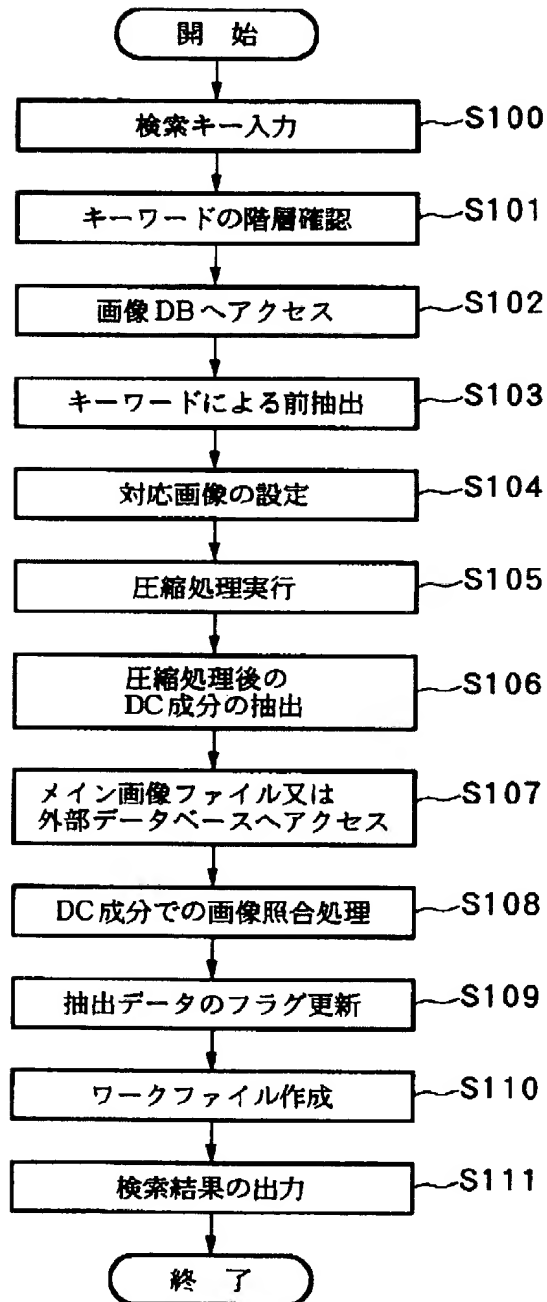 開 始
検索キー入力 S100
キーワードの階層確認 S101
画像DBへアクセス S102
キーワードによる前抽出 S103
対応画像の設定 S104
圧縮処理実行 S105
圧縮処理後の
DC成分の抽出 S106
メイン画像ファイル又は
外部データベースへアクセス S107
DC成分での画像照合処理 S108
抽出データのフラグ更新 S109
ワークファイル作成 S110
検索結果の出力 S111
終 了